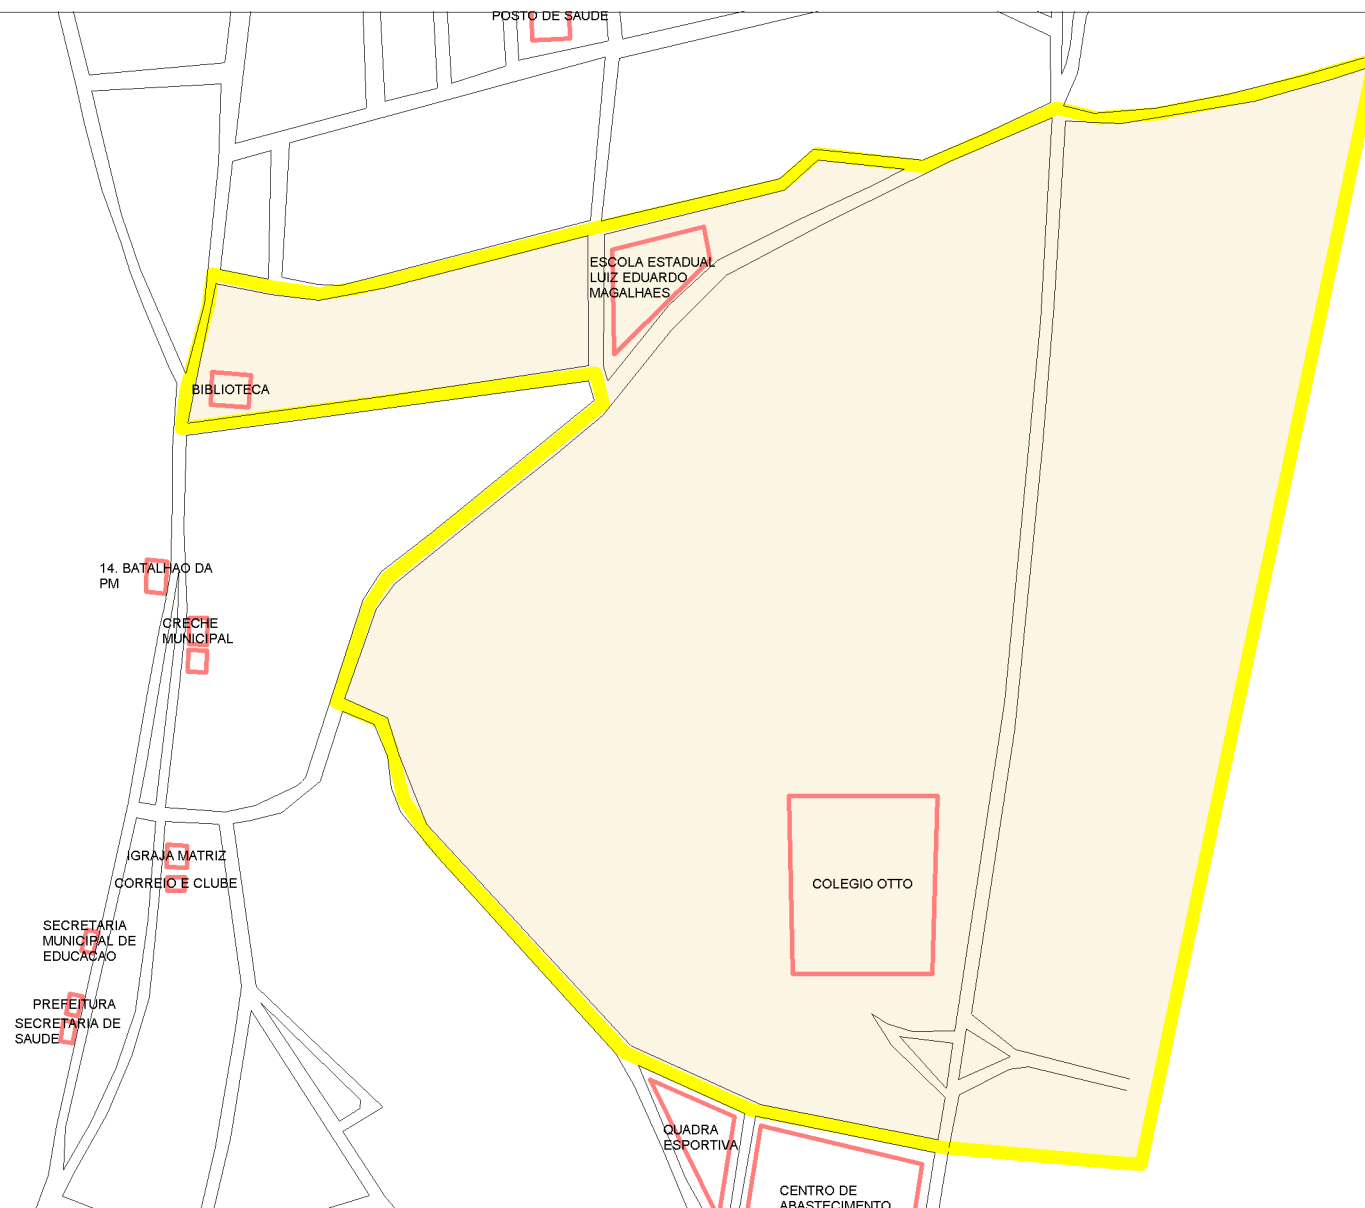 POSTO DE SAUDE
ESCOLA ESTADUAL
LUIZ EDUARDO
MAGALHAES
BIBLIOTECA
14. BATALHAO DA
PM
CRECHE
MUNICIPAL
IGRAJA MATRIZ
CORREIO E CLUBE
COLEGIO OTTO
SECRETARIA
MUNICIPAL DE
EDUCACAO
PREFEITURA
SECRETARIA DE
SAUDE
QUADRA
ESPORTIVA
CENTRO DE
ABASTECIMENTO